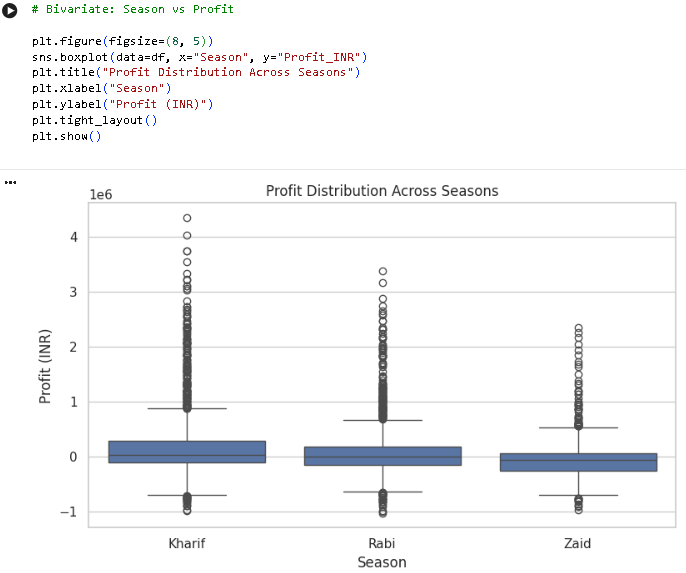 # Bivariate: Season vs Profit
plt.figure(figsize=(8, 5))
sns.boxplot(data=df, x="Season", y="Profit_INR")
plt.title("Profit Distribution Across Seasons")
plt.xlabel("Season")
plt.ylabel("Profit (INR)")
plt.tight_layout()
plt.show()
Profit Distribution Across Seasons
1e6
4
3
2
1
0
−1
Profit (INR)
Kharif
Rabi
Zaid
Season